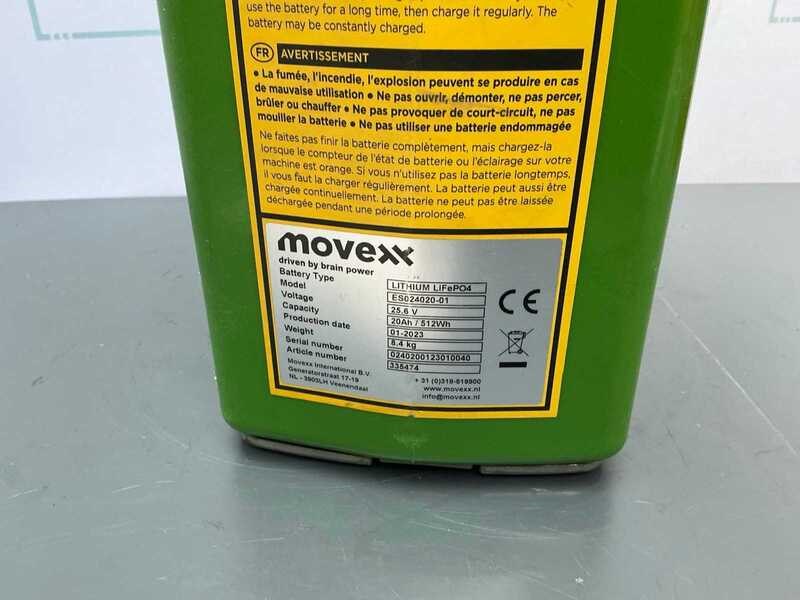 use the battery for a long time, then charge it regularly. The
battery may be constantly charged.
FR AVERTISSEMENT
• La fumée, l'incendie, l'explosion peuvent se produire en cas
de mauvaise utilisation • Ne pas ouvrir, démonter, ne pas percer,
brûler ou chauffer • Ne pas provoquer de court-circuit, ne pas
mouiller la batterie • Ne pas utiliser une batterie endommagée
Ne faites pas finir la batterie complètement, mais chargez-la
lorsque le compteur de l'état de batterie ou l'éclairage sur votre
machine est orange. Si vous n'utilisez pas la batterie longtemps,
il vous faut la charger régulièrement. La batterie peut aussi être
chargée continuellement. La batterie ne peut pas être laissée
déchargée pendant une période prolongée.
movexx
driven by brain power
Battery Type LITHIUM LiFePO4
Model ES024020-01
Voltage 25.6 V
Capacity 20Ah / 512Wh
Production date 01-2023
Weight 8.4 kg
Serial number 0240200123010040
Article number 335474
CE
Movexx International B.V.
Generatorstraat 17-19
NL - 3903LH Veenendaal
+ 31 (0)318-519900
www.movexx.nl
info@movexx.nl